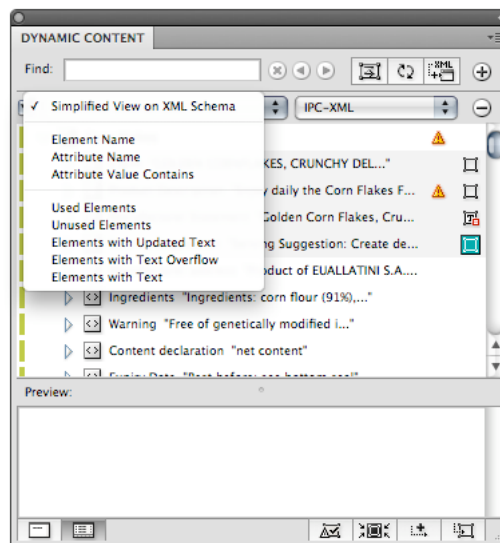 DYNAMIC CONTENT
Find:
XML
✓ Simplified View on XML Schema
IPC-XML
Element Name
Attribute Name
Attribute Value Contains
KES, CRUNCHY DEL..."
daily the Corn Flakes F...
Used Elements
Golden Corn Flakes, Cru...
Unused Elements
Elements with Updated Text
Suggestion: Create de...
Elements with Text Overflow
of EUALLATINI S.A....
Elements with Text
Ingredients "Ingredients: corn flour (91%),..."
Warning "Free of genetically modified i..."
Content declaration "net content"
Preview: